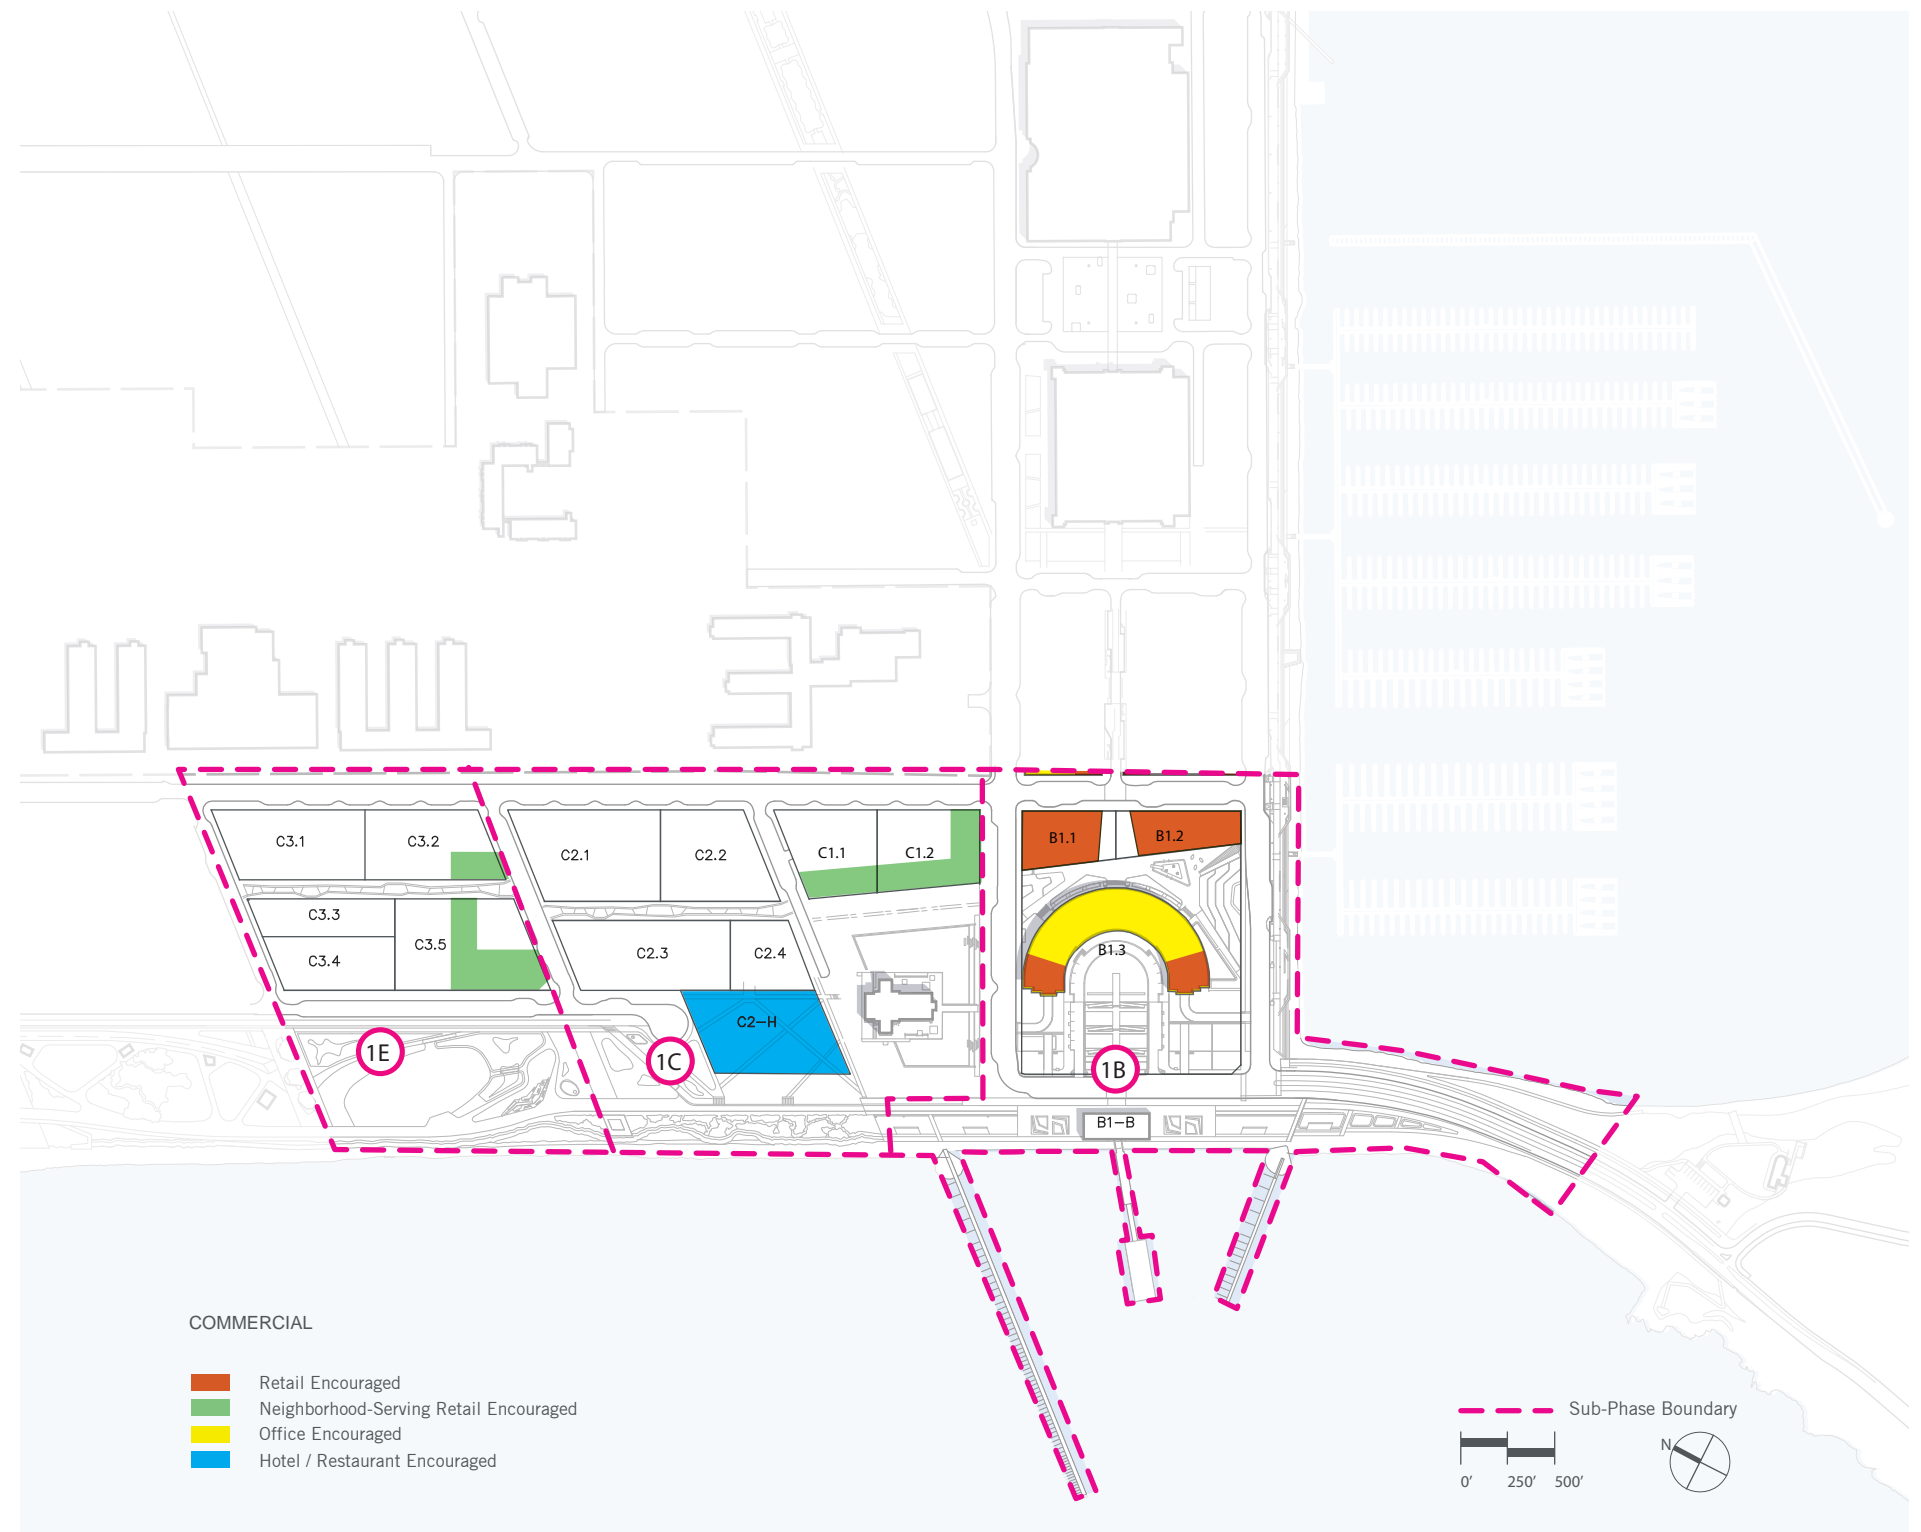 C3.1
C3.2
C2.1
C2.2
C1.1
C1.2
B1.1
B1.2
C3.3
C3.4
C3.5
C2.3
C2.4
B1.3
C2–H
1E
1C
1B
B1–B
COMMERCIAL
Retail Encouraged
Neighborhood-Serving Retail Encouraged
Office Encouraged
Hotel / Restaurant Encouraged
Sub-Phase Boundary
N
0' 250' 500'